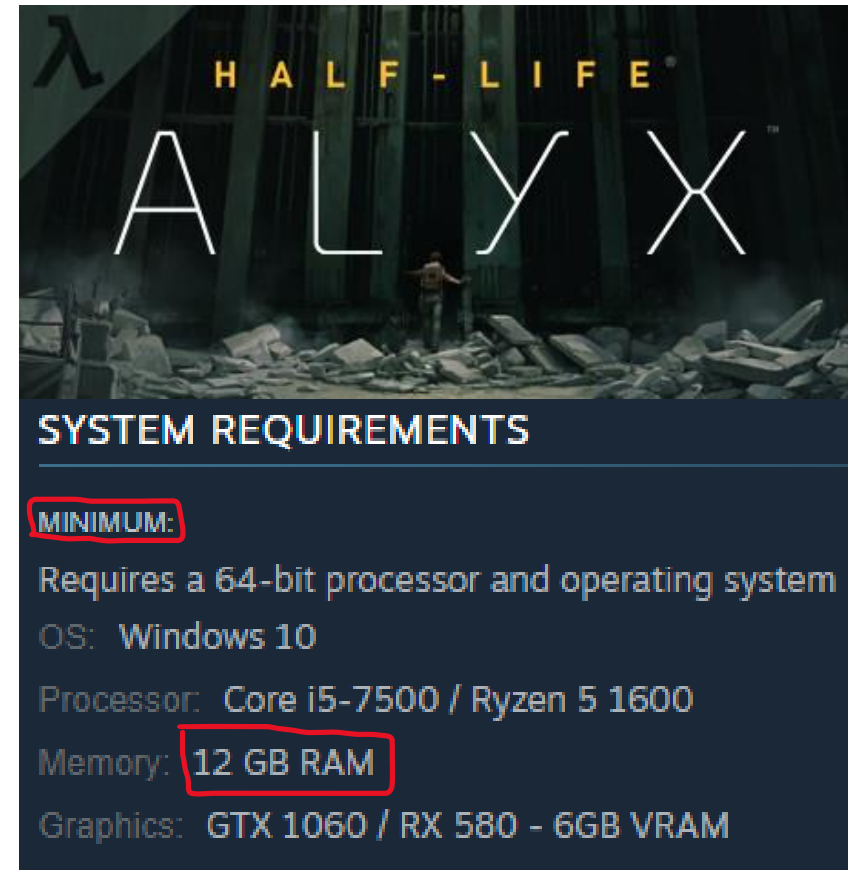 HALF-LIFE®
ALYX™
SYSTEM REQUIREMENTS
MINIMUM:
Requires a 64-bit processor and operating system
OS: Windows 10
Processor: Core i5-7500 / Ryzen 5 1600
Memory: 12 GB RAM
Graphics: GTX 1060 / RX 580 - 6GB VRAM